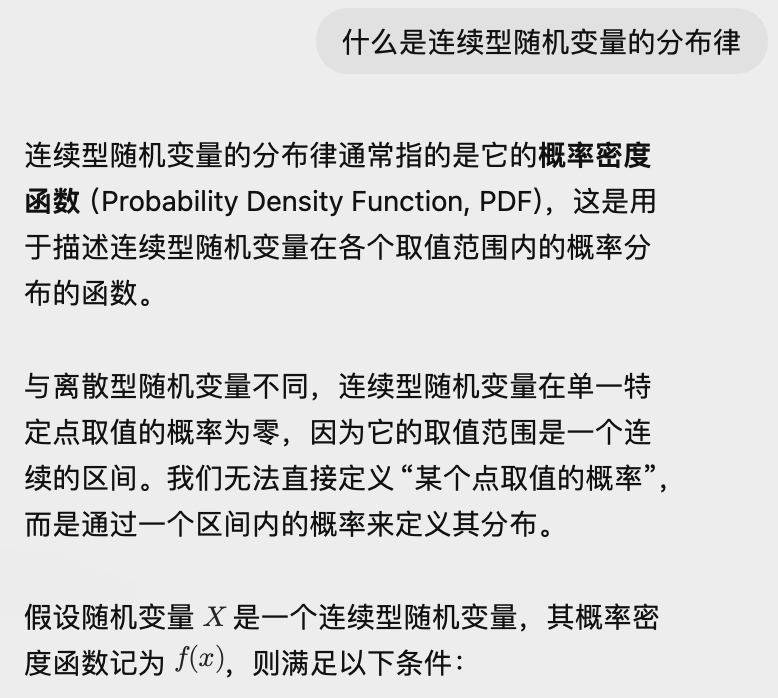 什么是连续型随机变量的分布律
连续型随机变量的分布律通常指的是它的概率密度
函数 (Probability Density Function, PDF)，这是用
于描述连续型随机变量在各个取值范围内的概率分
布的函数。
与离散型随机变量不同，连续型随机变量在单一特
定点取值的概率为零，因为它的取值范围是一个连
续的区间。我们无法直接定义“某个点取值的概率”，
而是通过一个区间内的概率来定义其分布。
假设随机变量 X 是一个连续型随机变量，其概率密
度函数记为 f(x)，则满足以下条件：